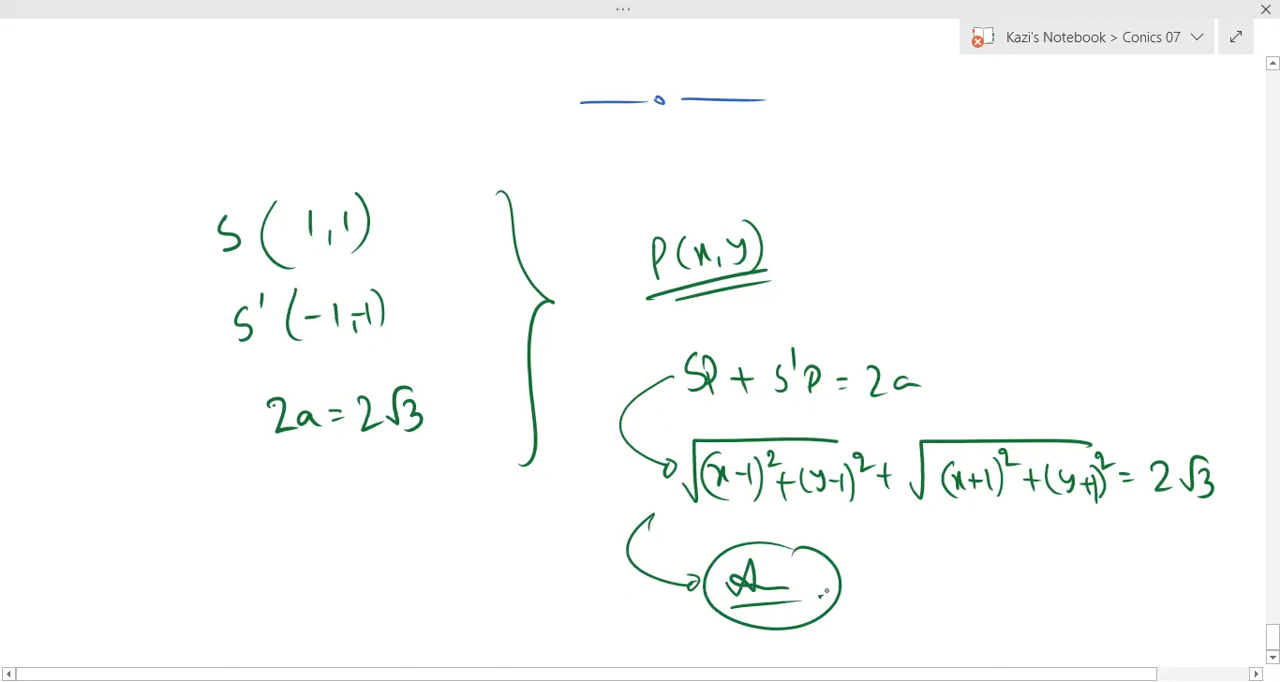 Kazi's Notebook > Conics 07
S (1,1)
S' (-1,-1)
2a = 2√3
P(x,y)
SP + S'P = 2a
√(x-1)²+(y-1)² + √(x+1)²+(y+1)² = 2√3
A